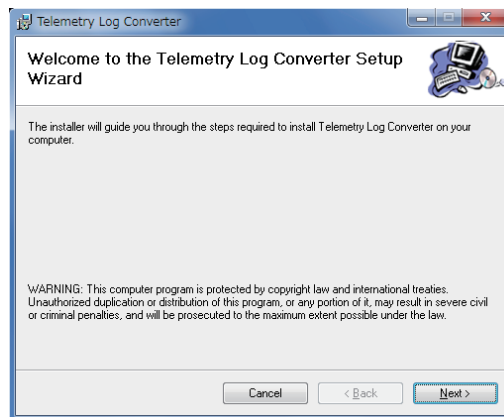 Telemetry Log Converter
Welcome to the Telemetry Log Converter Setup
Wizard
The installer will guide you through the steps required to install Telemetry Log Converter on your
computer.
WARNING: This computer program is protected by copyright law and international treaties.
Unauthorized duplication or distribution of this program, or any portion of it, may result in severe civil
or criminal penalties, and will be prosecuted to the maximum extent possible under the law.
Cancel
< Back
Next >